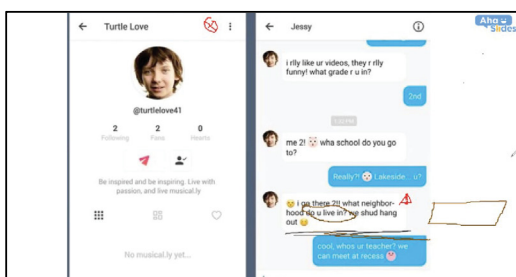 Turtle Love
@turtlelove41
2 2 0
Following Fans Hearts
Be inspired and be inspiring. Live with
passion, and live musical.ly
No musical.ly yet...
Jessy
i rlly like ur videos, they r rlly
funny! what grade r u in?
2nd
me 2! 🐯 wha school do you go
to?
Really?! Lakeside... u?
i go there 2!! what neighbor-
hood do u live in? we shud hang
out
cool, whos ur teacher? we
can meet at recess
Aha
Slides